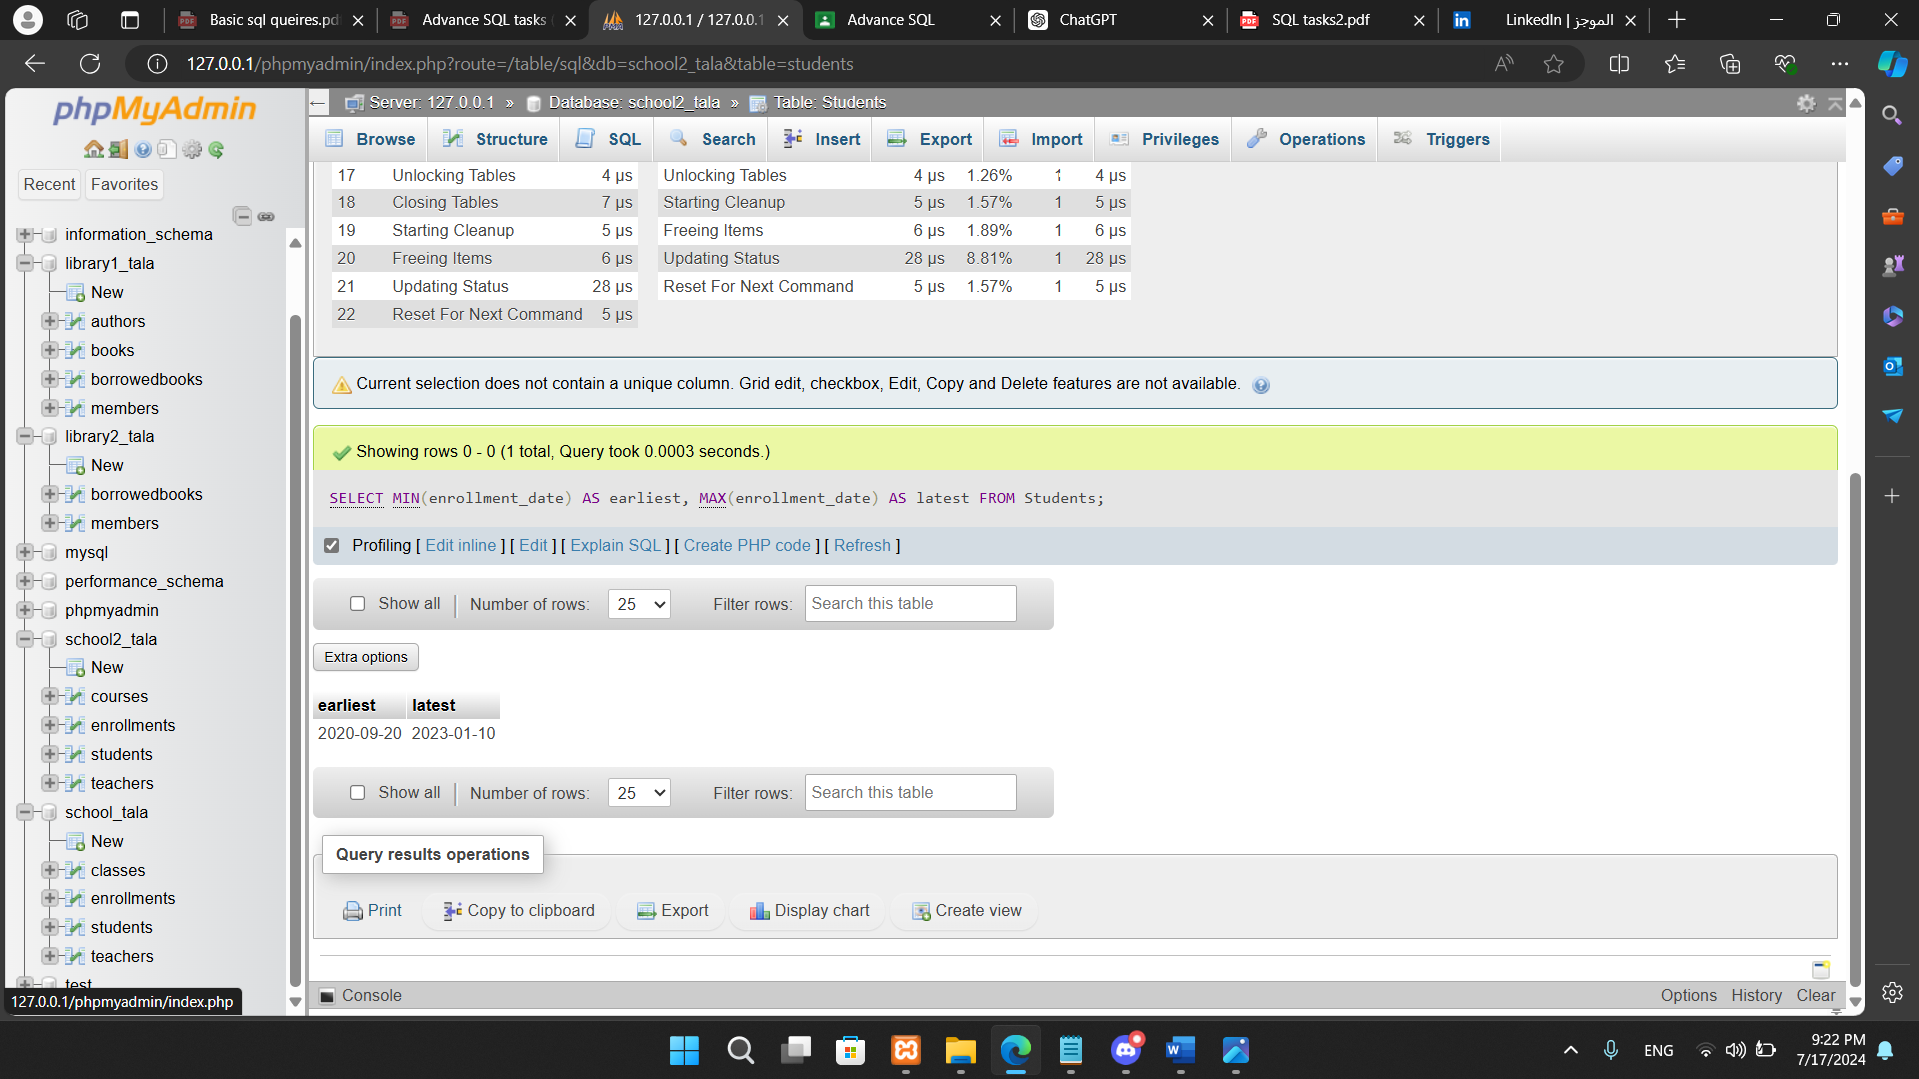 Basic sql queires.pd
Advance SQL tasks (
127.0.0.1 / 127.0.0.1
Advance SQL
ChatGPT
SQL tasks2.pdf
LinkedIn | الموجز
127.0.0.1/phpmyadmin/index.php?route=/table/sql&db=school2_tala&table=students
phpMyAdmin
Recent
Favorites
information_schema
library1_tala
New
authors
books
borrowedbooks
members
library2_tala
New
borrowedbooks
members
mysql
performance_schema
phpmyadmin
school2_tala
New
courses
enrollments
students
teachers
school_tala
New
classes
enrollments
students
teachers
test
127.0.0.1/phpmyadmin/index.php
Server: 127.0.0.1 » Database: school2_tala » Table: Students
Browse Structure SQL Search Insert Export Import Privileges Operations Triggers
17 Unlocking Tables 4 µs Unlocking Tables 4 µs 1.26% 1 4 µs
18 Closing Tables 7 µs Starting Cleanup 5 µs 1.57% 1 5 µs
19 Starting Cleanup 5 µs Freeing Items 6 µs 1.89% 1 6 µs
20 Freeing Items 6 µs Updating Status 28 µs 8.81% 1 28 µs
21 Updating Status 28 µs Reset For Next Command 5 µs 1.57% 1 5 µs
22 Reset For Next Command 5 µs
Current selection does not contain a unique column. Grid edit, checkbox, Edit, Copy and Delete features are not available.
Showing rows 0 - 0 (1 total, Query took 0.0003 seconds.)
SELECT MIN(enrollment_date) AS earliest, MAX(enrollment_date) AS latest FROM Students;
Profiling [ Edit inline ] [ Edit ] [ Explain SQL ] [ Create PHP code ] [ Refresh ]
Show all Number of rows: 25 Filter rows: Search this table
Extra options
earliest latest
2020-09-20 2023-01-10
Show all Number of rows: 25 Filter rows: Search this table
Query results operations
Print Copy to clipboard Export Display chart Create view
Console Options History Clear
ENG
9:22 PM
7/17/2024